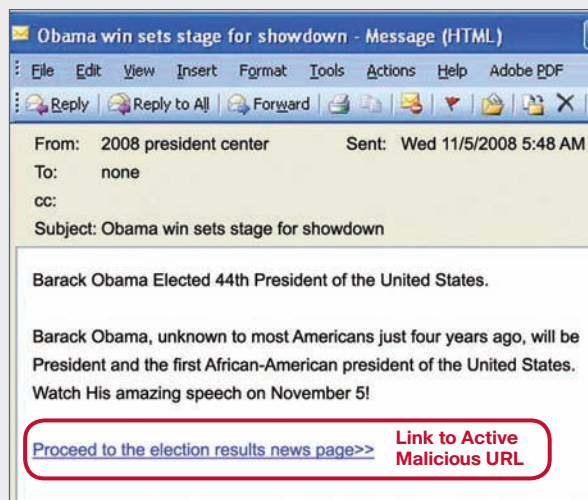 Obama win sets stage for showdown - Message (HTML)
File Edit View Insert Format Tools Actions Help Adobe PDF
Reply Reply to All Forward
From: 2008 president center Sent: Wed 11/5/2008 5:48 AM
To: none
cc:
Subject: Obama win sets stage for showdown
Barack Obama Elected 44th President of the United States.
Barack Obama, unknown to most Americans just four years ago, will be
President and the first African-American president of the United States.
Watch His amazing speech on November 5!
Proceed to the election results news page>> Link to Active
Malicious URL